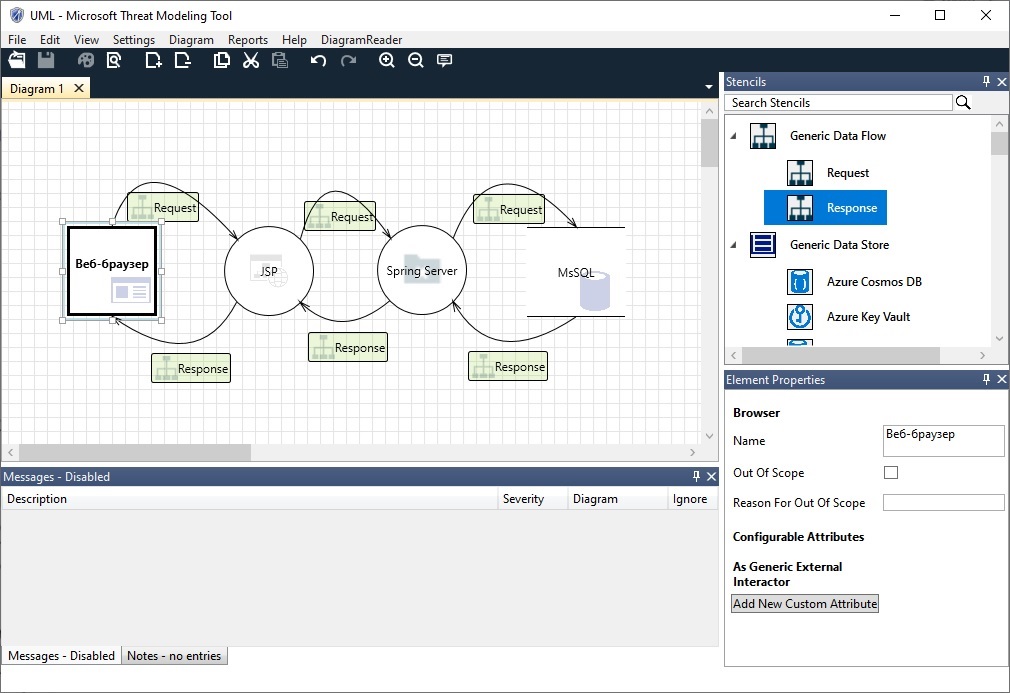 UML - Microsoft Threat Modeling Tool
File Edit View Settings Diagram Reports Help DiagramReader
Diagram 1
Request
Request
Request
Веб-браузер
JSP
Spring Server
MsSQL
Response
Response
Response
Stencils
Search Stencils
Generic Data Flow
Request
Response
Generic Data Store
Azure Cosmos DB
Azure Key Vault
Element Properties
Browser
Name Веб-браузер
Out Of Scope
Reason For Out Of Scope
Configurable Attributes
As Generic External
Interactor
Add New Custom Attribute
Messages - Disabled
Description Severity Diagram Ignore
Messages - Disabled Notes - no entries